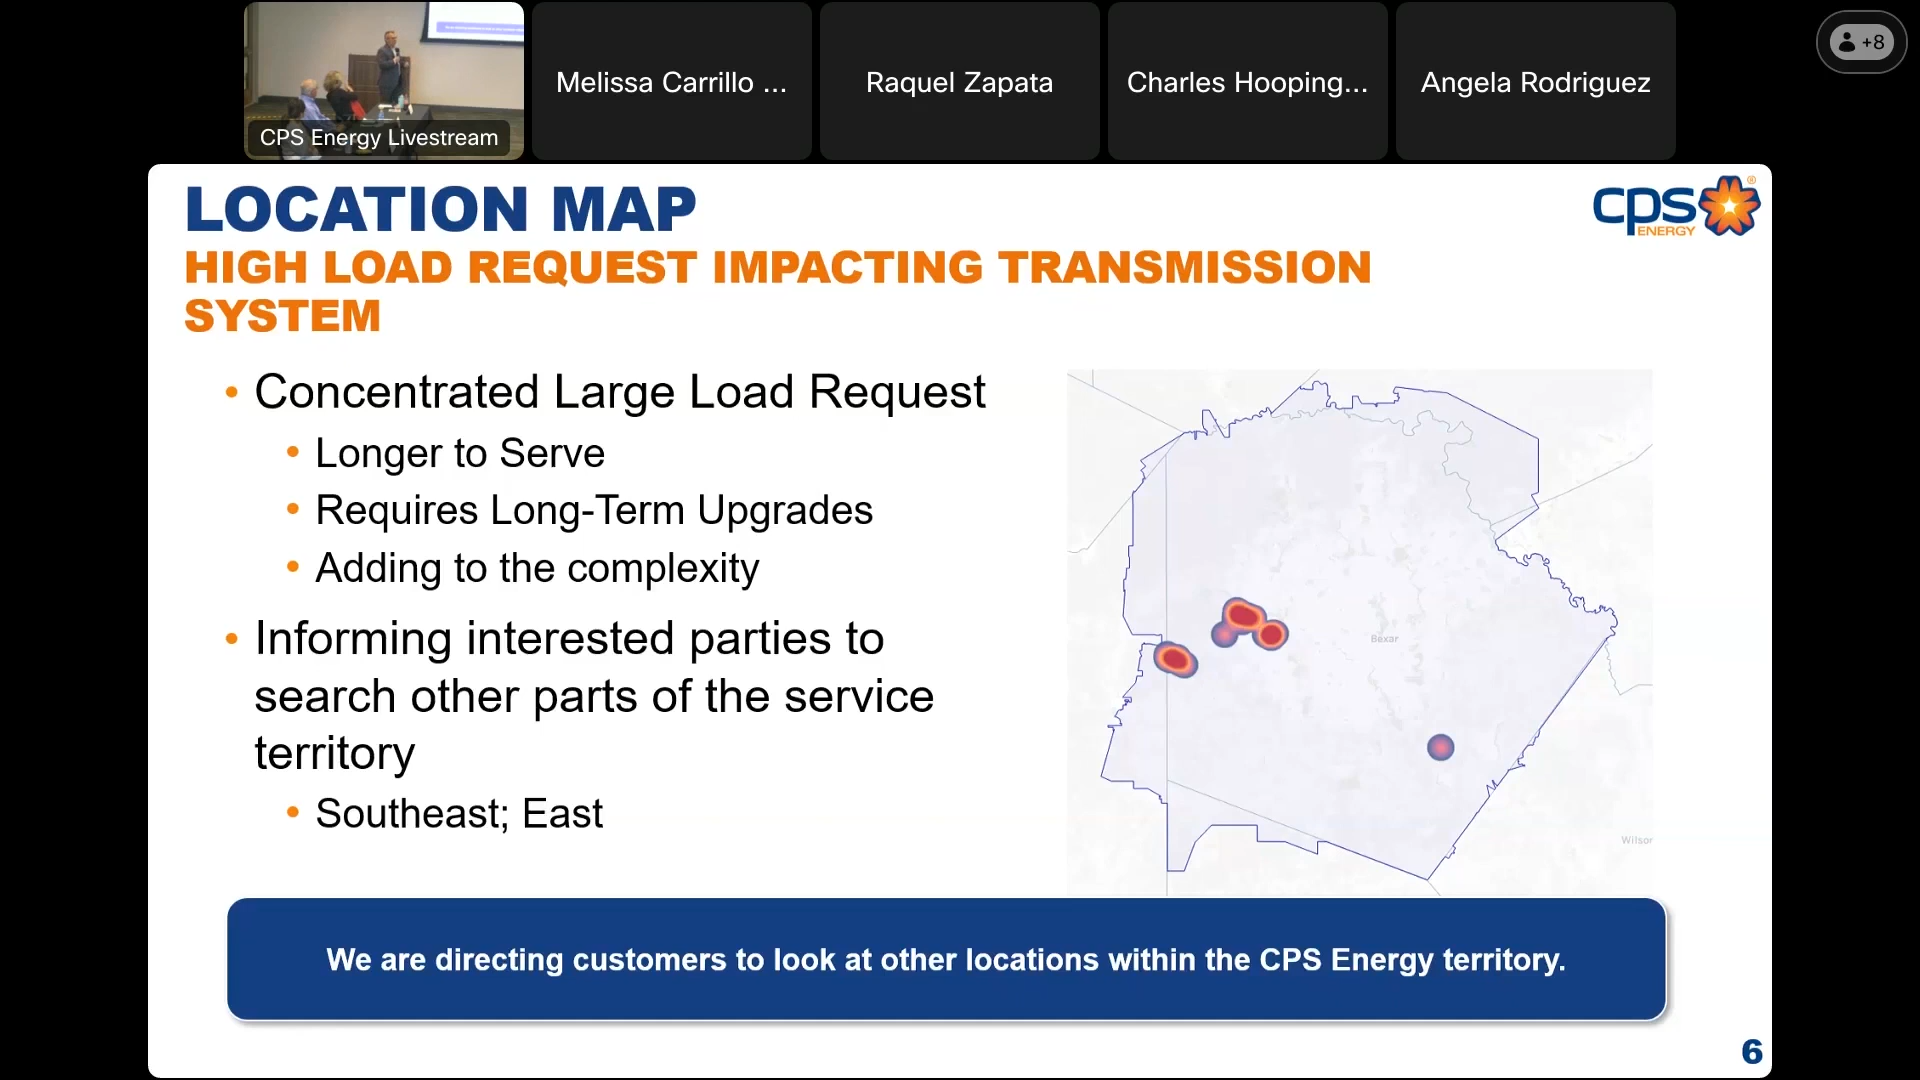 CPS Energy Livestream
Melissa Carrillo ...
Raquel Zapata
Charles Hooping...
Angela Rodriguez
+8
LOCATION MAP
cps
ENERGY
®
HIGH LOAD REQUEST IMPACTING TRANSMISSION
SYSTEM
• Concentrated Large Load Request
• Longer to Serve
• Requires Long-Term Upgrades
• Adding to the complexity
• Informing interested parties to
search other parts of the service
territory
• Southeast; East
Bexar
Wilson
We are directing customers to look at other locations within the CPS Energy territory.
6